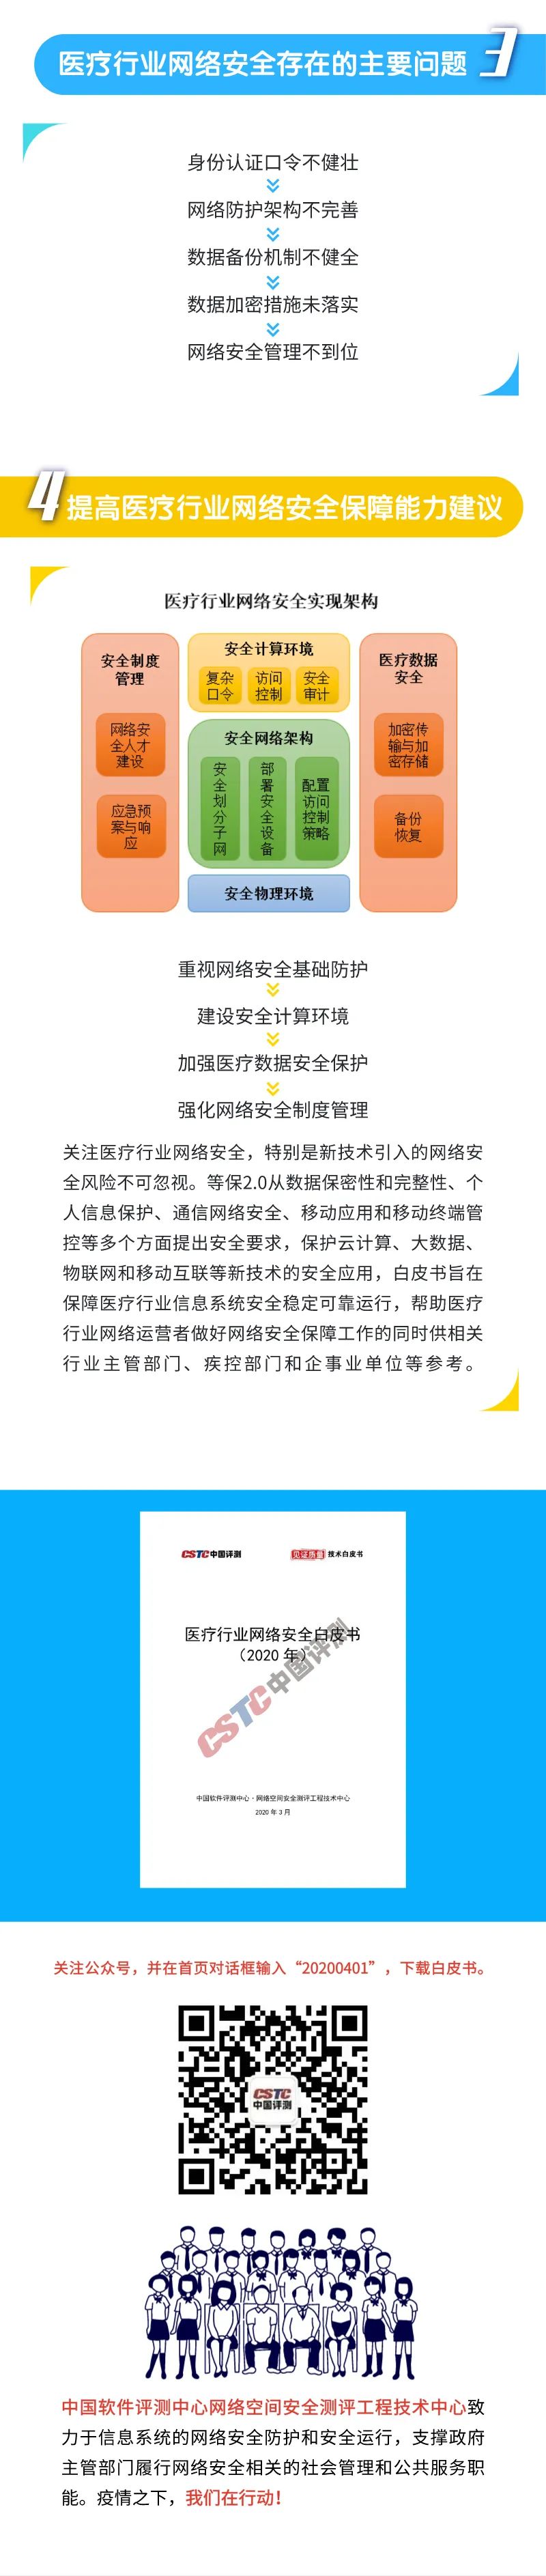 医疗行业网络安全存在的主要问题 3
身份认证口令不健壮
网络防护架构不完善
数据备份机制不健全
数据加密措施未落实
网络安全管理不到位
4 提高医疗行业网络安全保障能力建议
医疗行业网络安全实现架构
安全制度
管理
网络安
全人才
建设
应急预
案与响
应
安全计算环境
复杂
口令
访问
控制
安全
审计
安全网络架构
安全划分子网
部署安全设备
配置
访问
控制
策略
安全物理环境
医疗数据
安全
加密传
输与加
密存储
备份
恢复
重视网络安全基础防护
建设安全计算环境
加强医疗数据安全保护
强化网络安全制度管理
关注医疗行业网络安全，特别是新技术引入的网络安
全风险不可忽视。等保2.0从数据保密性和完整性、个
人信息保护、通信网络安全、移动应用和移动终端管
控等多个方面提出安全要求，保护云计算、大数据、
物联网和移动互联等新技术的安全应用，白皮书旨在
保障医疗行业信息系统安全稳定可靠运行，帮助医疗
行业网络运营者做好网络安全保障工作的同时供相关
行业主管部门、疾控部门和企事业单位等参考。
CSTC中国评测
技术白皮书
医疗行业网络安全白皮书
（2020 年）
CSTC中国评测
中国软件评测中心·网络空间安全测评工程技术中心
2020 年 3 月
关注公众号，并在首页对话框输入“20200401”，下载白皮书。
CSTC
中国评测
中国软件评测中心网络空间安全测评工程技术中心致
力于信息系统的网络安全防护和安全运行，支撑政府
主管部门履行网络安全相关的社会管理和公共服务职
能。疫情之下，我们在行动！